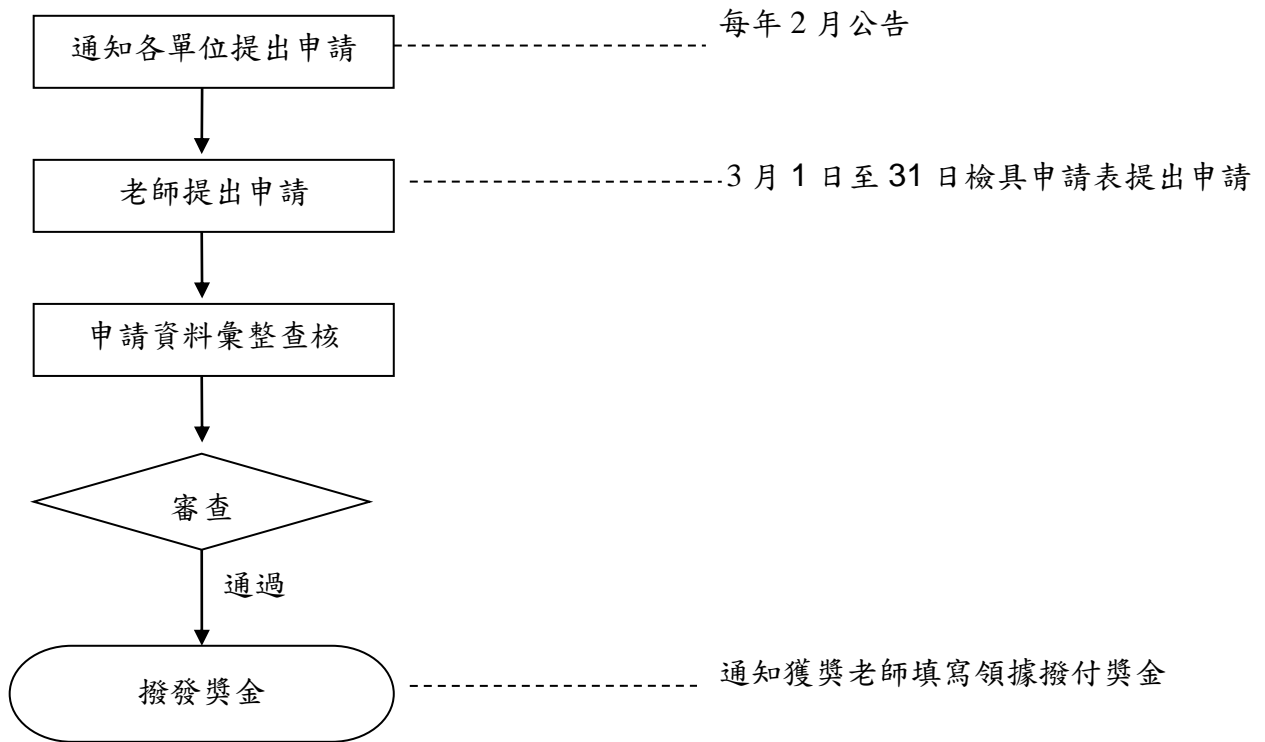 通知各單位提出申請
每年 2 月公告
老師提出申請
3 月 1 日至 31 日檢具申請表提出申請
申請資料彙整查核
審查
通過
撥發獎金
通知獲獎老師填寫領據撥付獎金